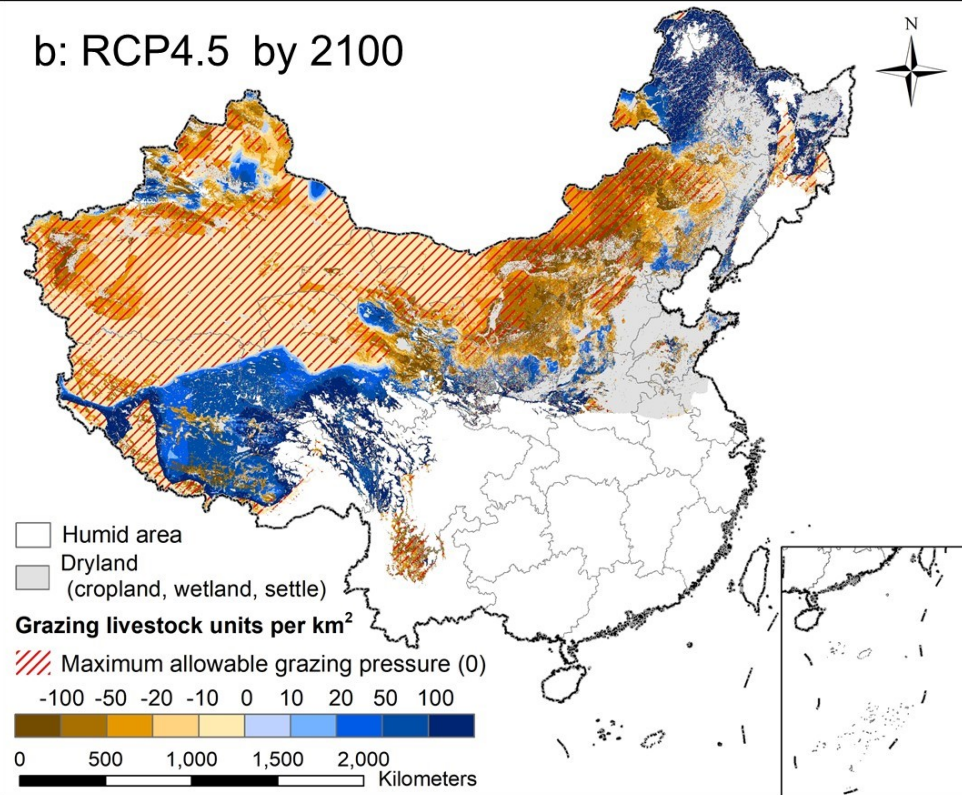 b: RCP4.5 by 2100
N
Humid area
Dryland
(cropland, wetland, settle)
Grazing livestock units per km²
Maximum allowable grazing pressure (0)
-100 -50 -20 -10 0 10 20 50 100
0 500 1,000 1,500 2,000
Kilometers